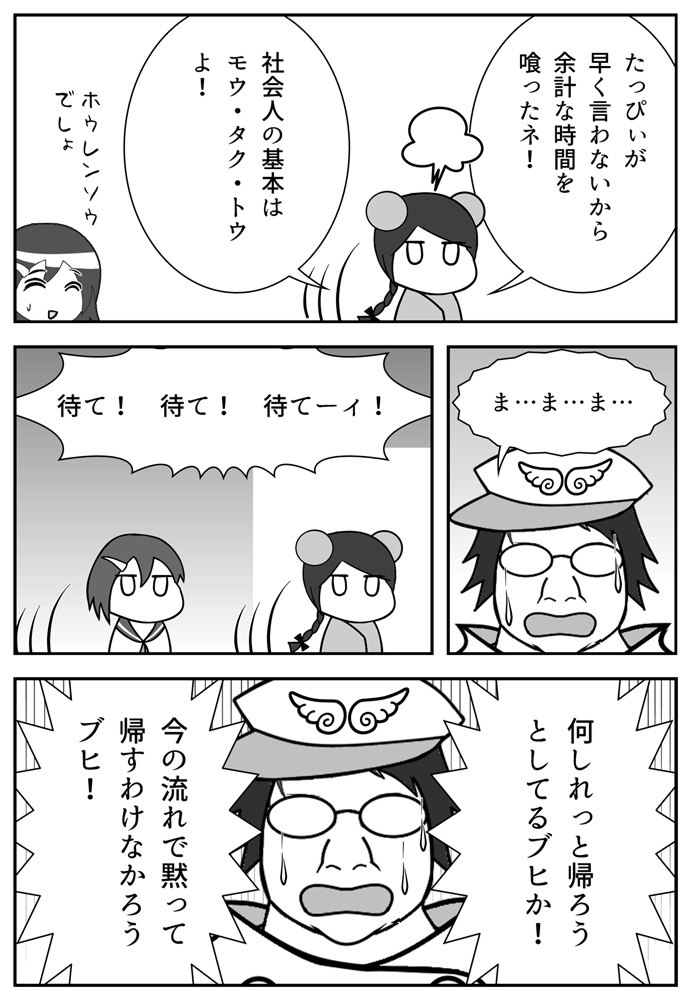 たっぴぃが
早く言わないから
余計な時間を
喰ったネ！
社会人の基本は
モウ・タク・トウ
よ！
ホウレンソウ
でしょ
ま…ま…ま…
待て！　待て！　待てーィ！
何しれっと帰ろう
としてるブヒか！
今の流れで黙って
帰すわけなかろう
ブヒ！